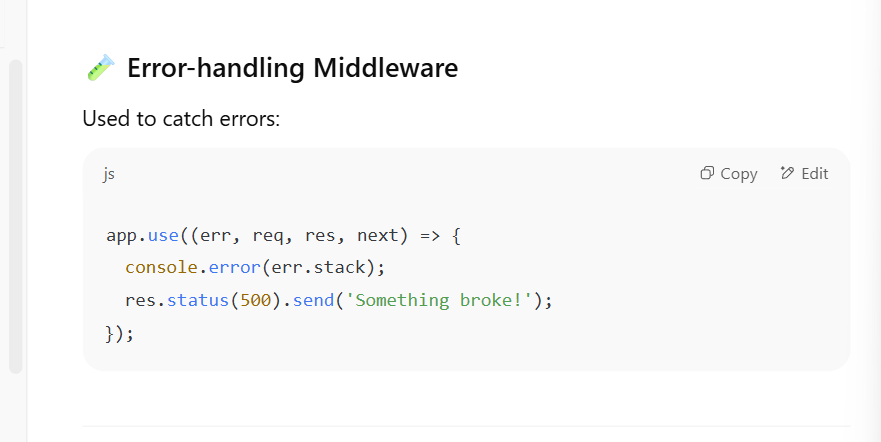 Error-handling Middleware
Used to catch errors:
js
Copy
Edit
app.use((err, req, res, next) => {
  console.error(err.stack);
  res.status(500).send('Something broke!');
});